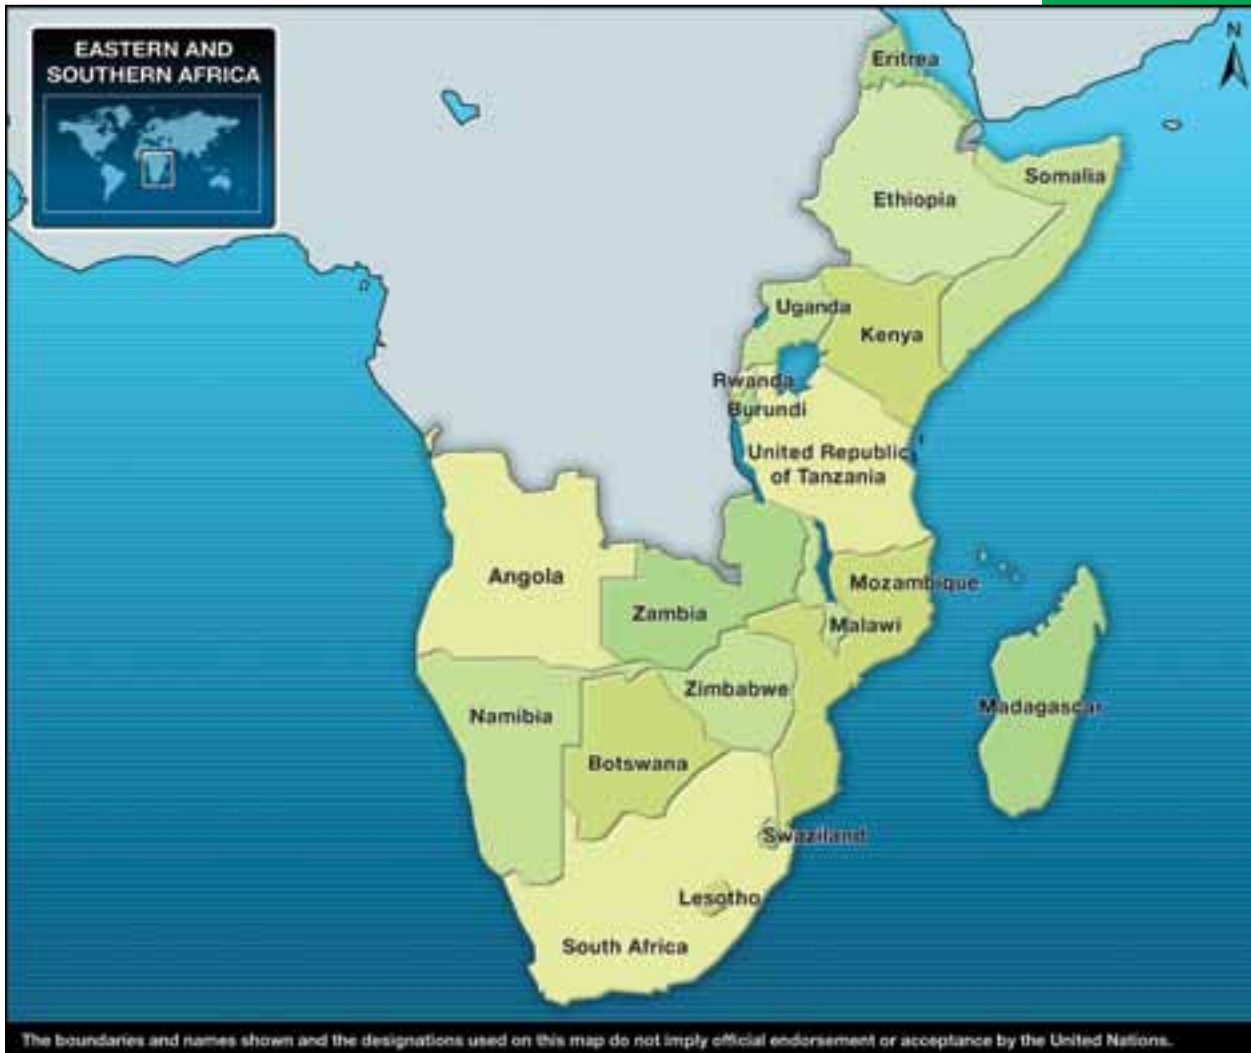 EASTERN AND
SOUTHERN AFRICA
N
Eritrea
Somalia
Ethiopia
Uganda
Kenya
Rwanda
Burundi
United Republic
of Tanzania
Angola
Mozambique
Zambia
Malawi
Zimbabwe
Madagascar
Namibia
Botswana
Swaziland
Lesotho
South Africa
The boundaries and names shown and the designations used on this map do not imply official endorsement or acceptance by the United Nations.